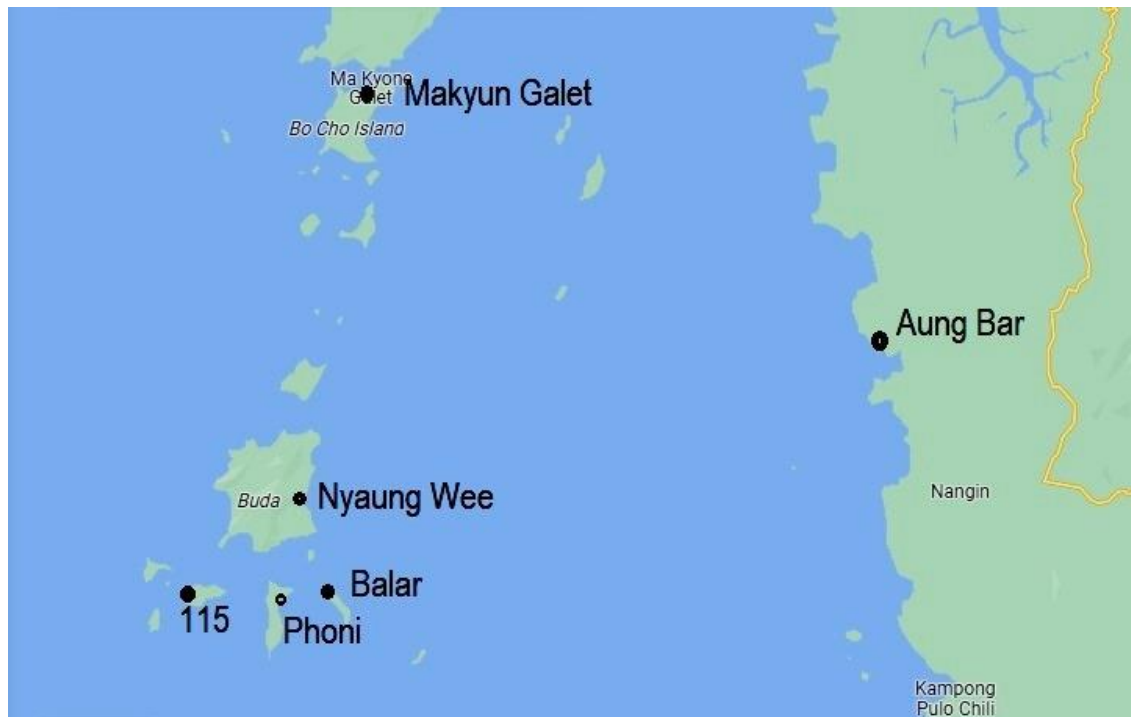 Ma Kyone
Galet
Makyun Galet
Bo Cho Island
Aung Bar
Buda
Nyaung Wee
Nangin
Balar
115
Phoni
Kampong
Pulo Chili